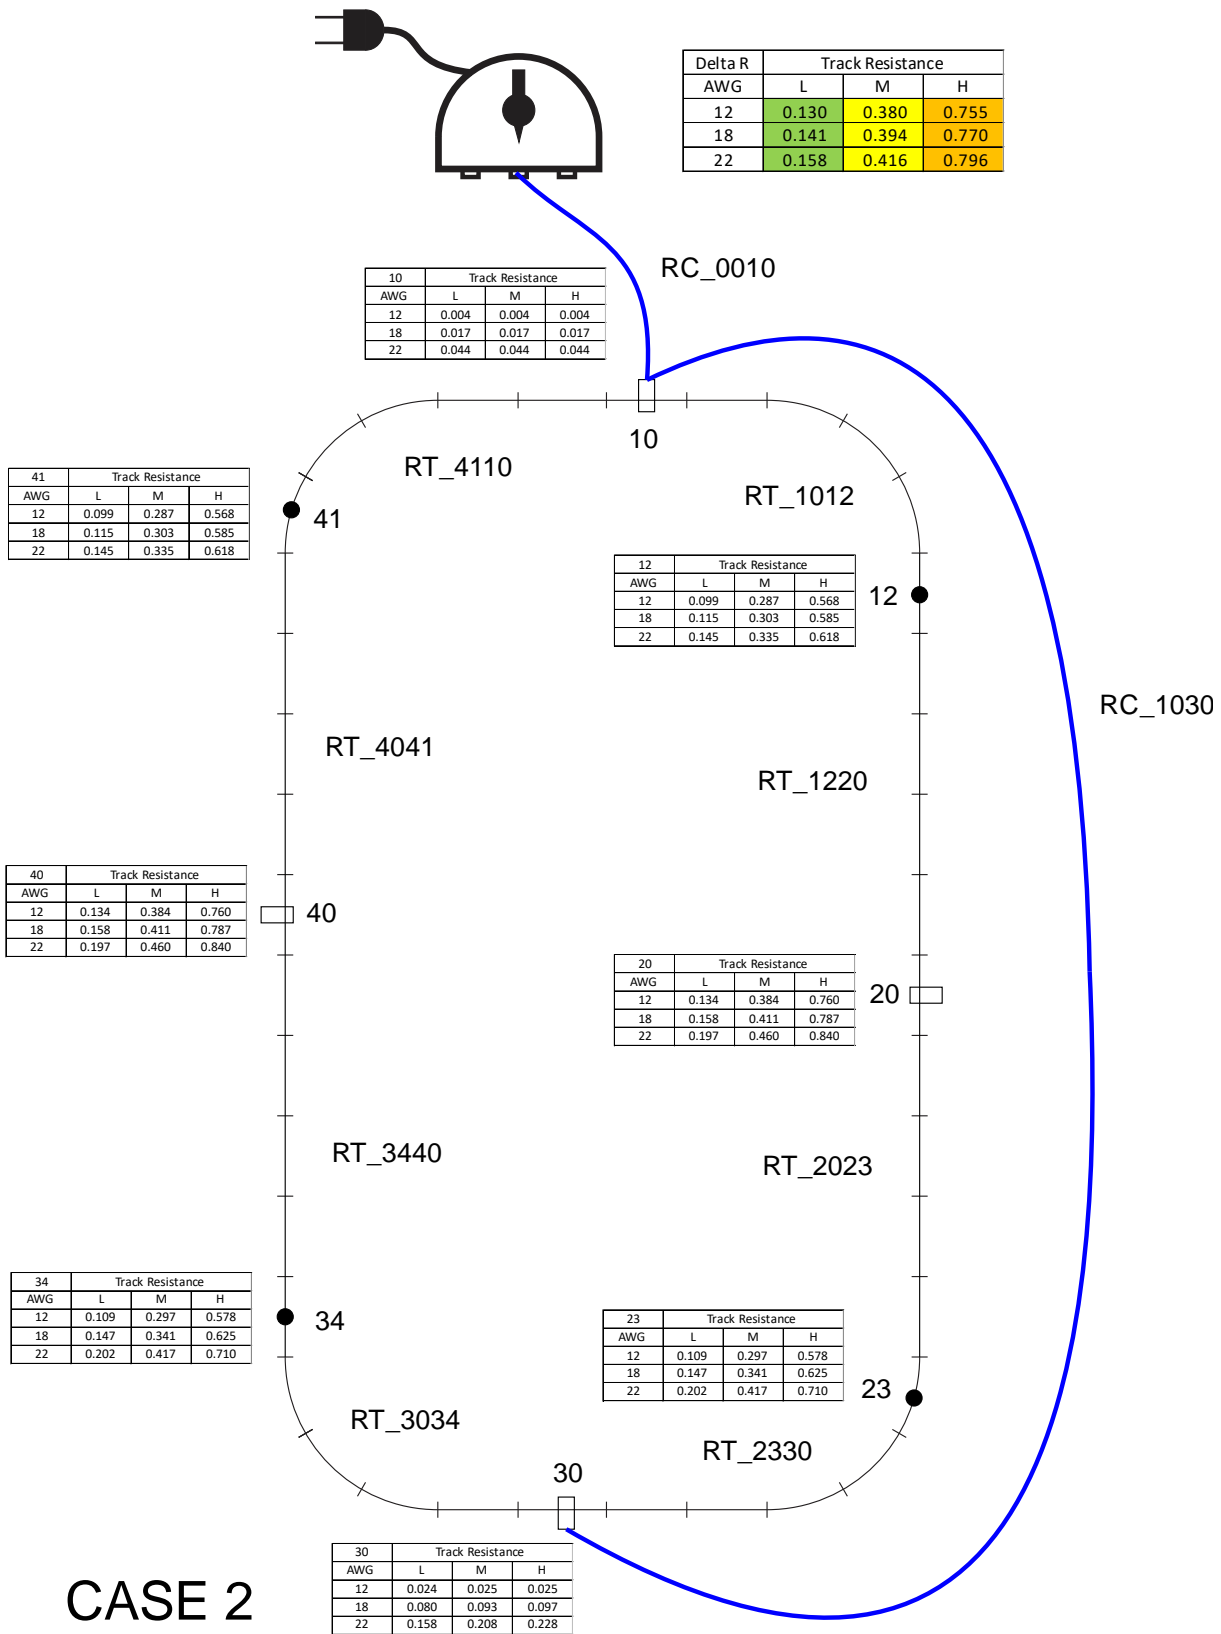 Delta R Track Resistance
AWG L M H
12 0.130 0.380 0.755
18 0.141 0.394 0.770
22 0.158 0.416 0.796
RC_0010
10 Track Resistance
AWG L M H
12 0.004 0.004 0.004
18 0.017 0.017 0.017
22 0.044 0.044 0.044
10
RT_4110
RT_1012
41 Track Resistance
AWG L M H
12 0.099 0.287 0.568
18 0.115 0.303 0.585
22 0.145 0.335 0.618
41
12 Track Resistance
AWG L M H
12 0.099 0.287 0.568
18 0.115 0.303 0.585
22 0.145 0.335 0.618
12
RC_1030
RT_4041
RT_1220
40 Track Resistance
AWG L M H
12 0.134 0.384 0.760
18 0.158 0.411 0.787
22 0.197 0.460 0.840
40
20 Track Resistance
AWG L M H
12 0.134 0.384 0.760
18 0.158 0.411 0.787
22 0.197 0.460 0.840
20
RT_3440
RT_2023
34 Track Resistance
AWG L M H
12 0.109 0.297 0.578
18 0.147 0.341 0.625
22 0.202 0.417 0.710
34
23 Track Resistance
AWG L M H
12 0.109 0.297 0.578
18 0.147 0.341 0.625
22 0.202 0.417 0.710
23
RT_3034
RT_2330
30
30 Track Resistance
AWG L M H
12 0.024 0.025 0.025
18 0.080 0.093 0.097
22 0.158 0.208 0.228
CASE 2